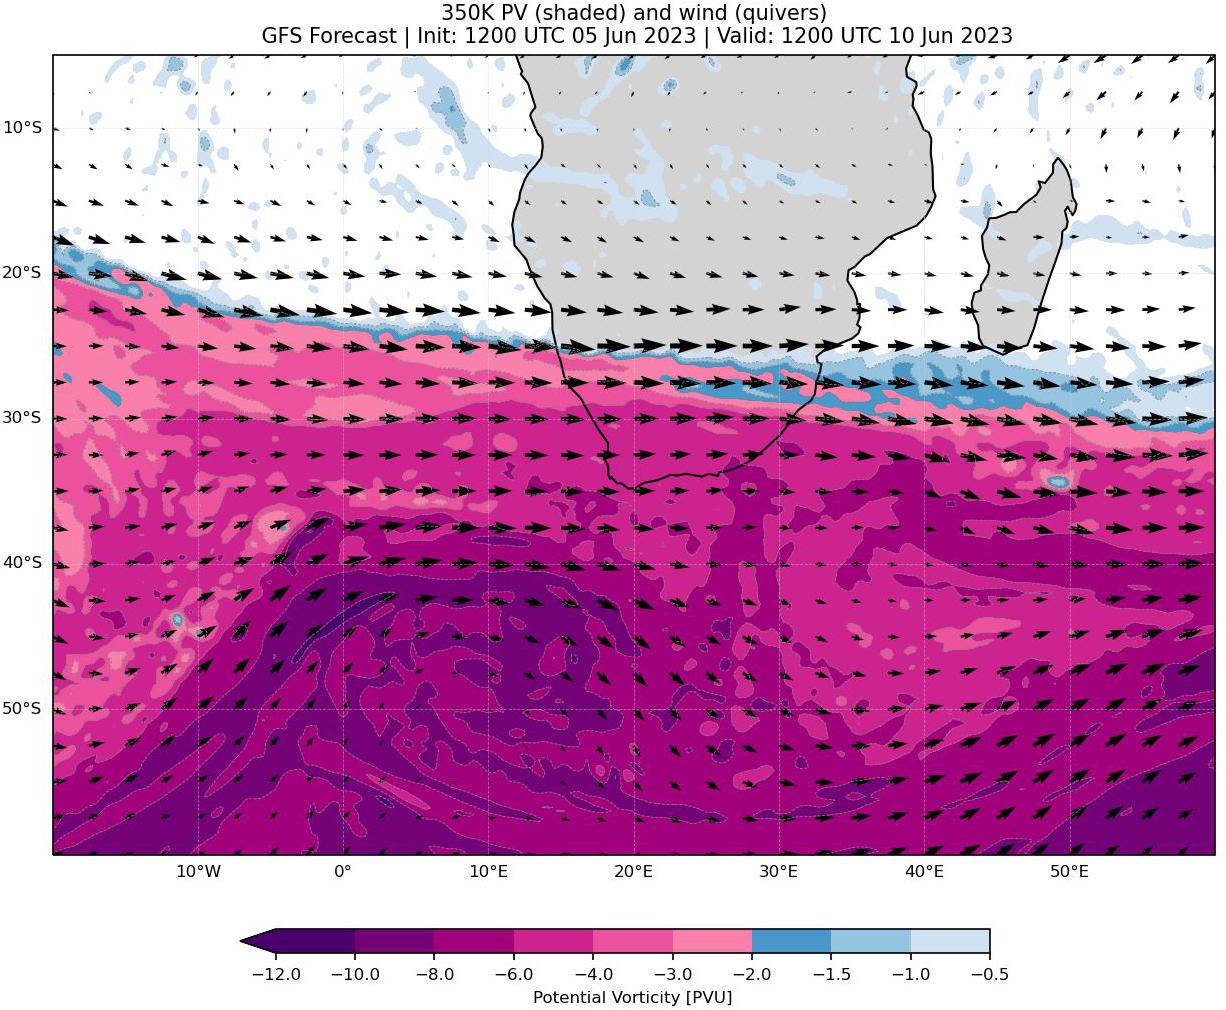 350K PV (shaded) and wind (quivers)
GFS Forecast | Init: 1200 UTC 05 Jun 2023 | Valid: 1200 UTC 10 Jun 2023
10°S
20°S
30°S
40°S
50°S
10°W 0° 10°E 20°E 30°E 40°E 50°E
−12.0 −10.0 −8.0 −6.0 −4.0 −3.0 −2.0 −1.5 −1.0 −0.5
Potential Vorticity [PVU]